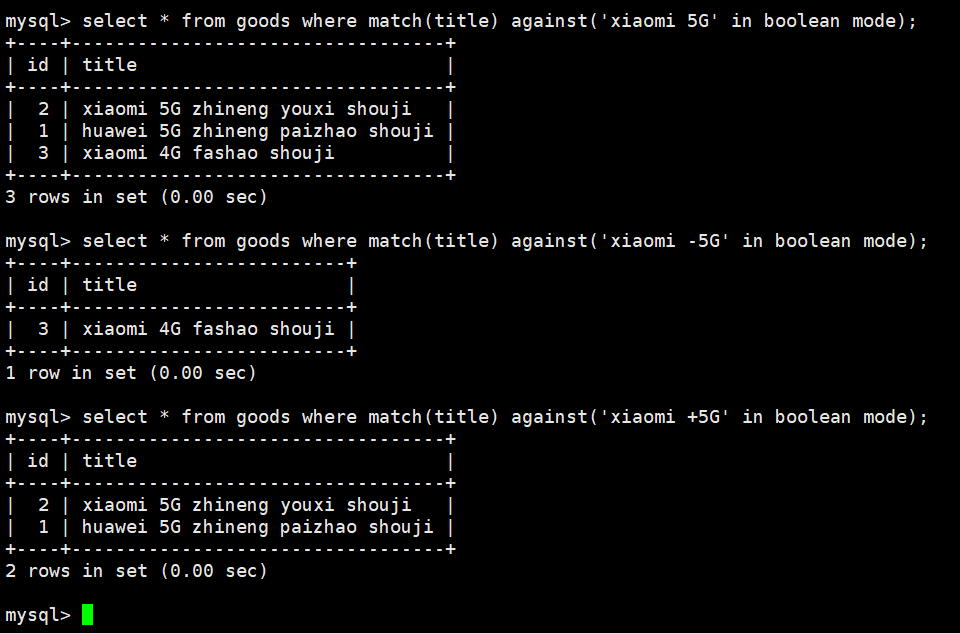 mysql> select * from goods where match(title) against('xiaomi 5G' in boolean mode);
+----+----------------------------------+
| id | title                            |
+----+----------------------------------+
|  2 | xiaomi 5G zhineng youxi shouji   |
|  1 | huawei 5G zhineng paizhao shouji |
|  3 | xiaomi 4G fashao shouji          |
+----+----------------------------------+
3 rows in set (0.00 sec)

mysql> select * from goods where match(title) against('xiaomi -5G' in boolean mode);
+----+-------------------------+
| id | title                   |
+----+-------------------------+
|  3 | xiaomi 4G fashao shouji |
+----+-------------------------+
1 row in set (0.00 sec)

mysql> select * from goods where match(title) against('xiaomi +5G' in boolean mode);
+----+----------------------------------+
| id | title                            |
+----+----------------------------------+
|  2 | xiaomi 5G zhineng youxi shouji   |
|  1 | huawei 5G zhineng paizhao shouji |
+----+----------------------------------+
2 rows in set (0.00 sec)

mysql>